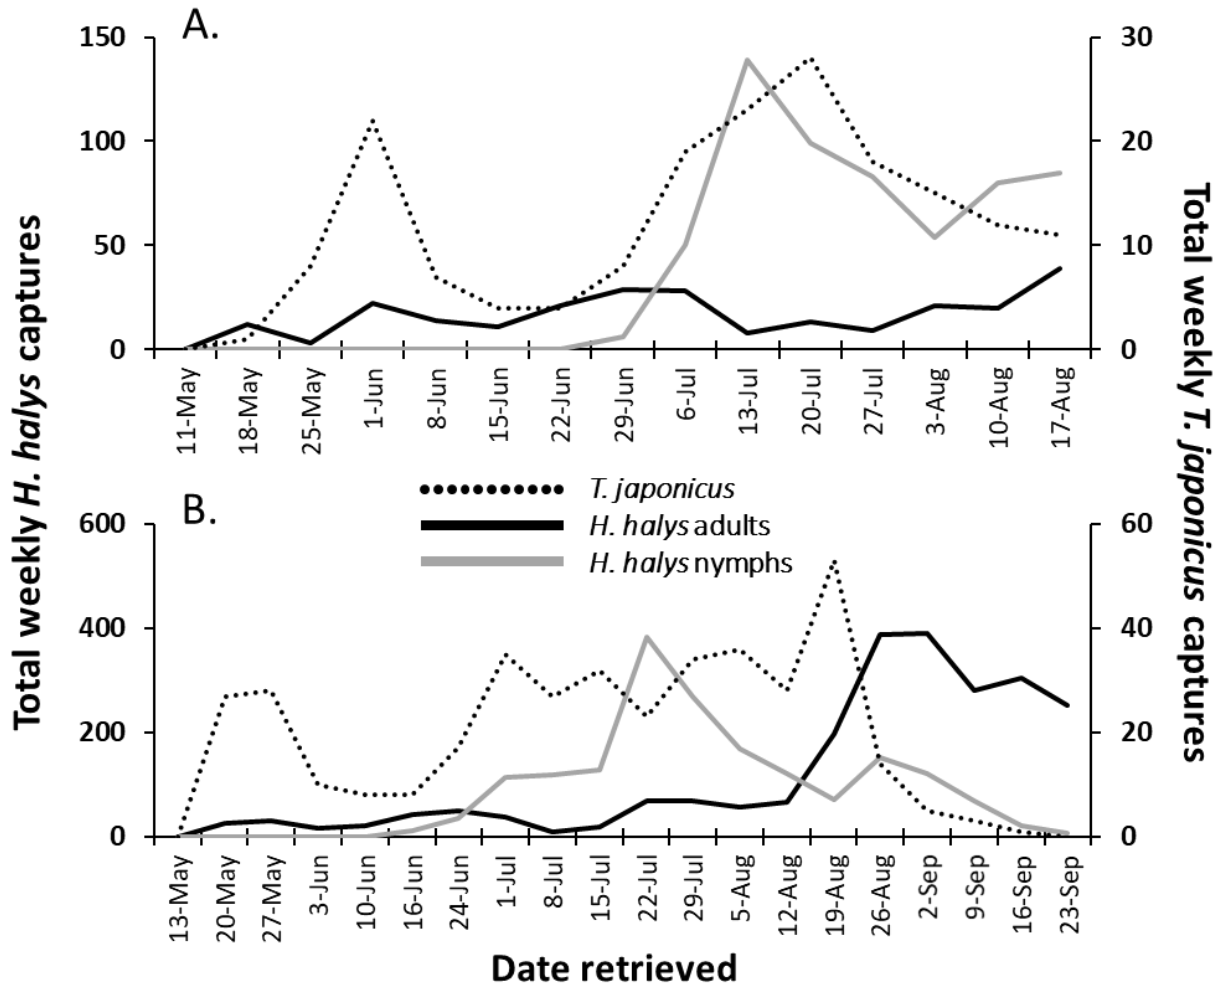 A.
150
100
50
0
30
20
10
0
11-May
18-May
25-May
1-Jun
8-Jun
15-Jun
22-Jun
29-Jun
6-Jul
13-Jul
20-Jul
27-Jul
3-Aug
10-Aug
17-Aug
Total weekly H. halys captures
Total weekly T. japonicus captures
T. japonicus
H. halys adults
H. halys nymphs
B.
600
400
200
0
60
40
20
0
13-May
20-May
27-May
3-Jun
10-Jun
16-Jun
24-Jun
1-Jul
8-Jul
15-Jul
22-Jul
29-Jul
5-Aug
12-Aug
19-Aug
26-Aug
2-Sep
9-Sep
16-Sep
23-Sep
Date retrieved